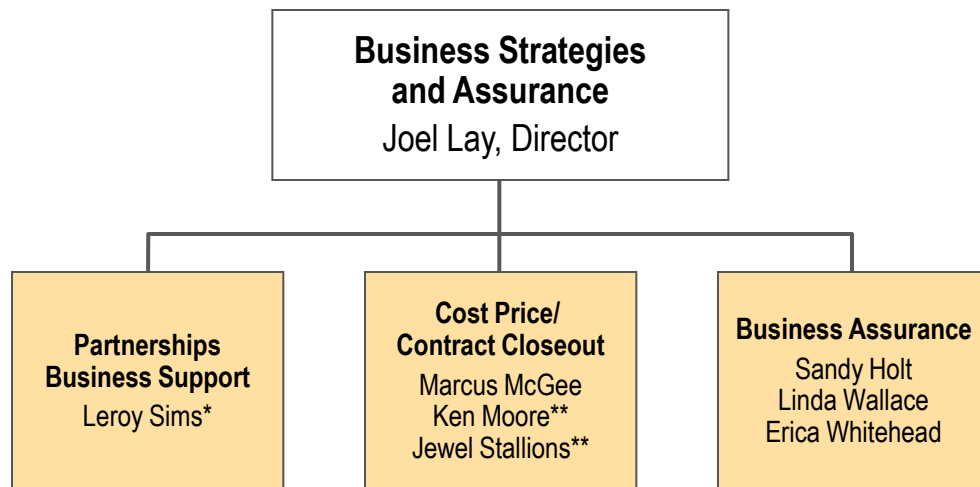 Business Strategies
and Assurance
Joel Lay, Director
Partnerships
Business Support
Leroy Sims*
Cost Price/
Contract Closeout
Marcus McGee
Ken Moore**
Jewel Stallions**
Business Assurance
Sandy Holt
Linda Wallace
Erica Whitehead